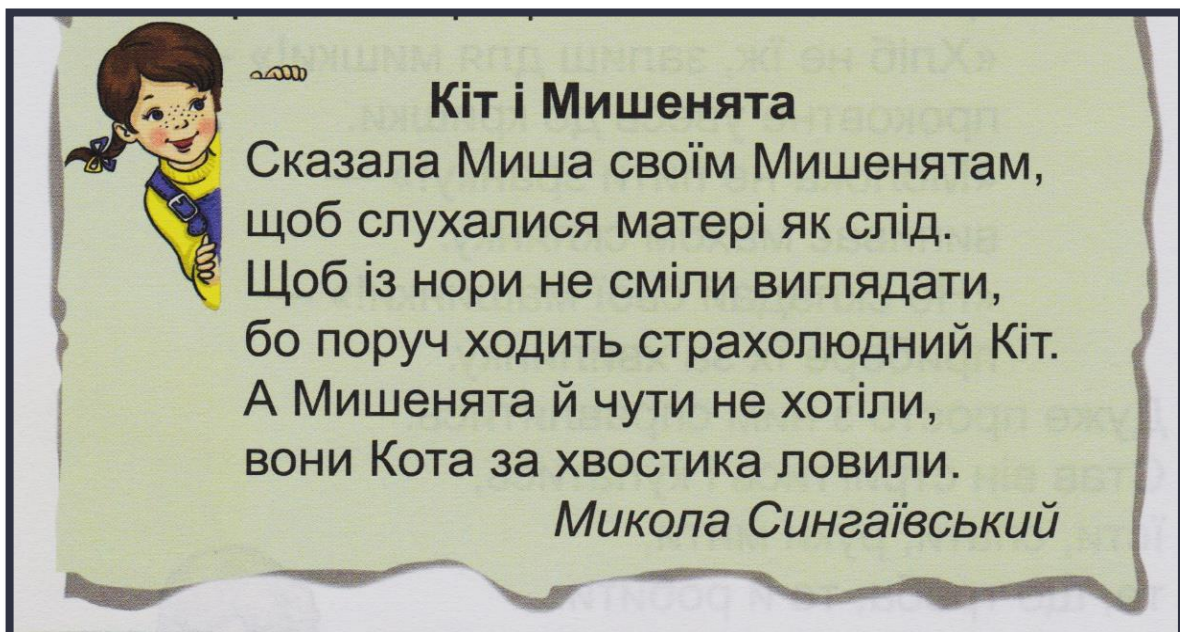 Кіт і Мишенята
Сказала Миша своїм Мишенятам,
щоб слухалися матері як слід.
Щоб із нори не сміли виглядати,
бо поруч ходить страхолюдний Кіт.
А Мишенята й чути не хотіли,
вони Кота за хвостика ловили.
Микола Сингаївський